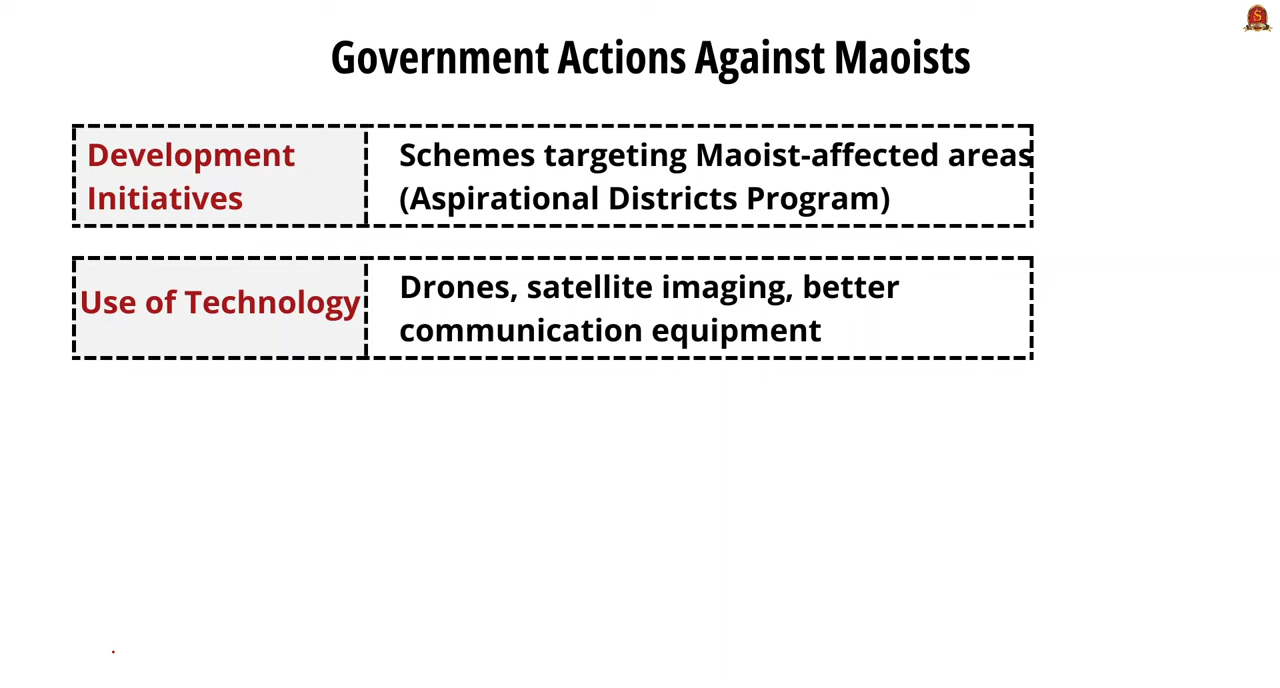 Government Actions Against Maoists
Development
Initiatives
Schemes targeting Maoist-affected areas
(Aspirational Districts Program)
Use of Technology
Drones, satellite imaging, better
communication equipment
S